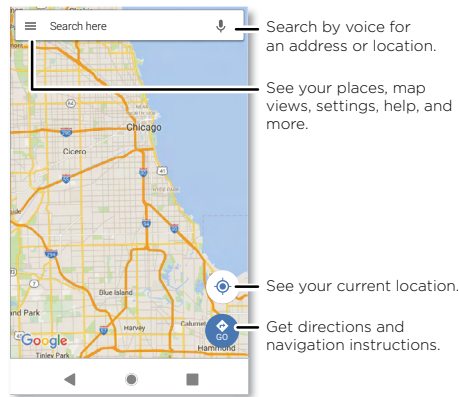 Search here
Search by voice for
an address or location.
See your places, map
views, settings, help, and
more.
Chicago
Cicero
41
HYDE PARK
Blue Island
Harvey
Calumet
Hammond
Tinley Park
Google
GO
See your current location.
Get directions and
navigation instructions.